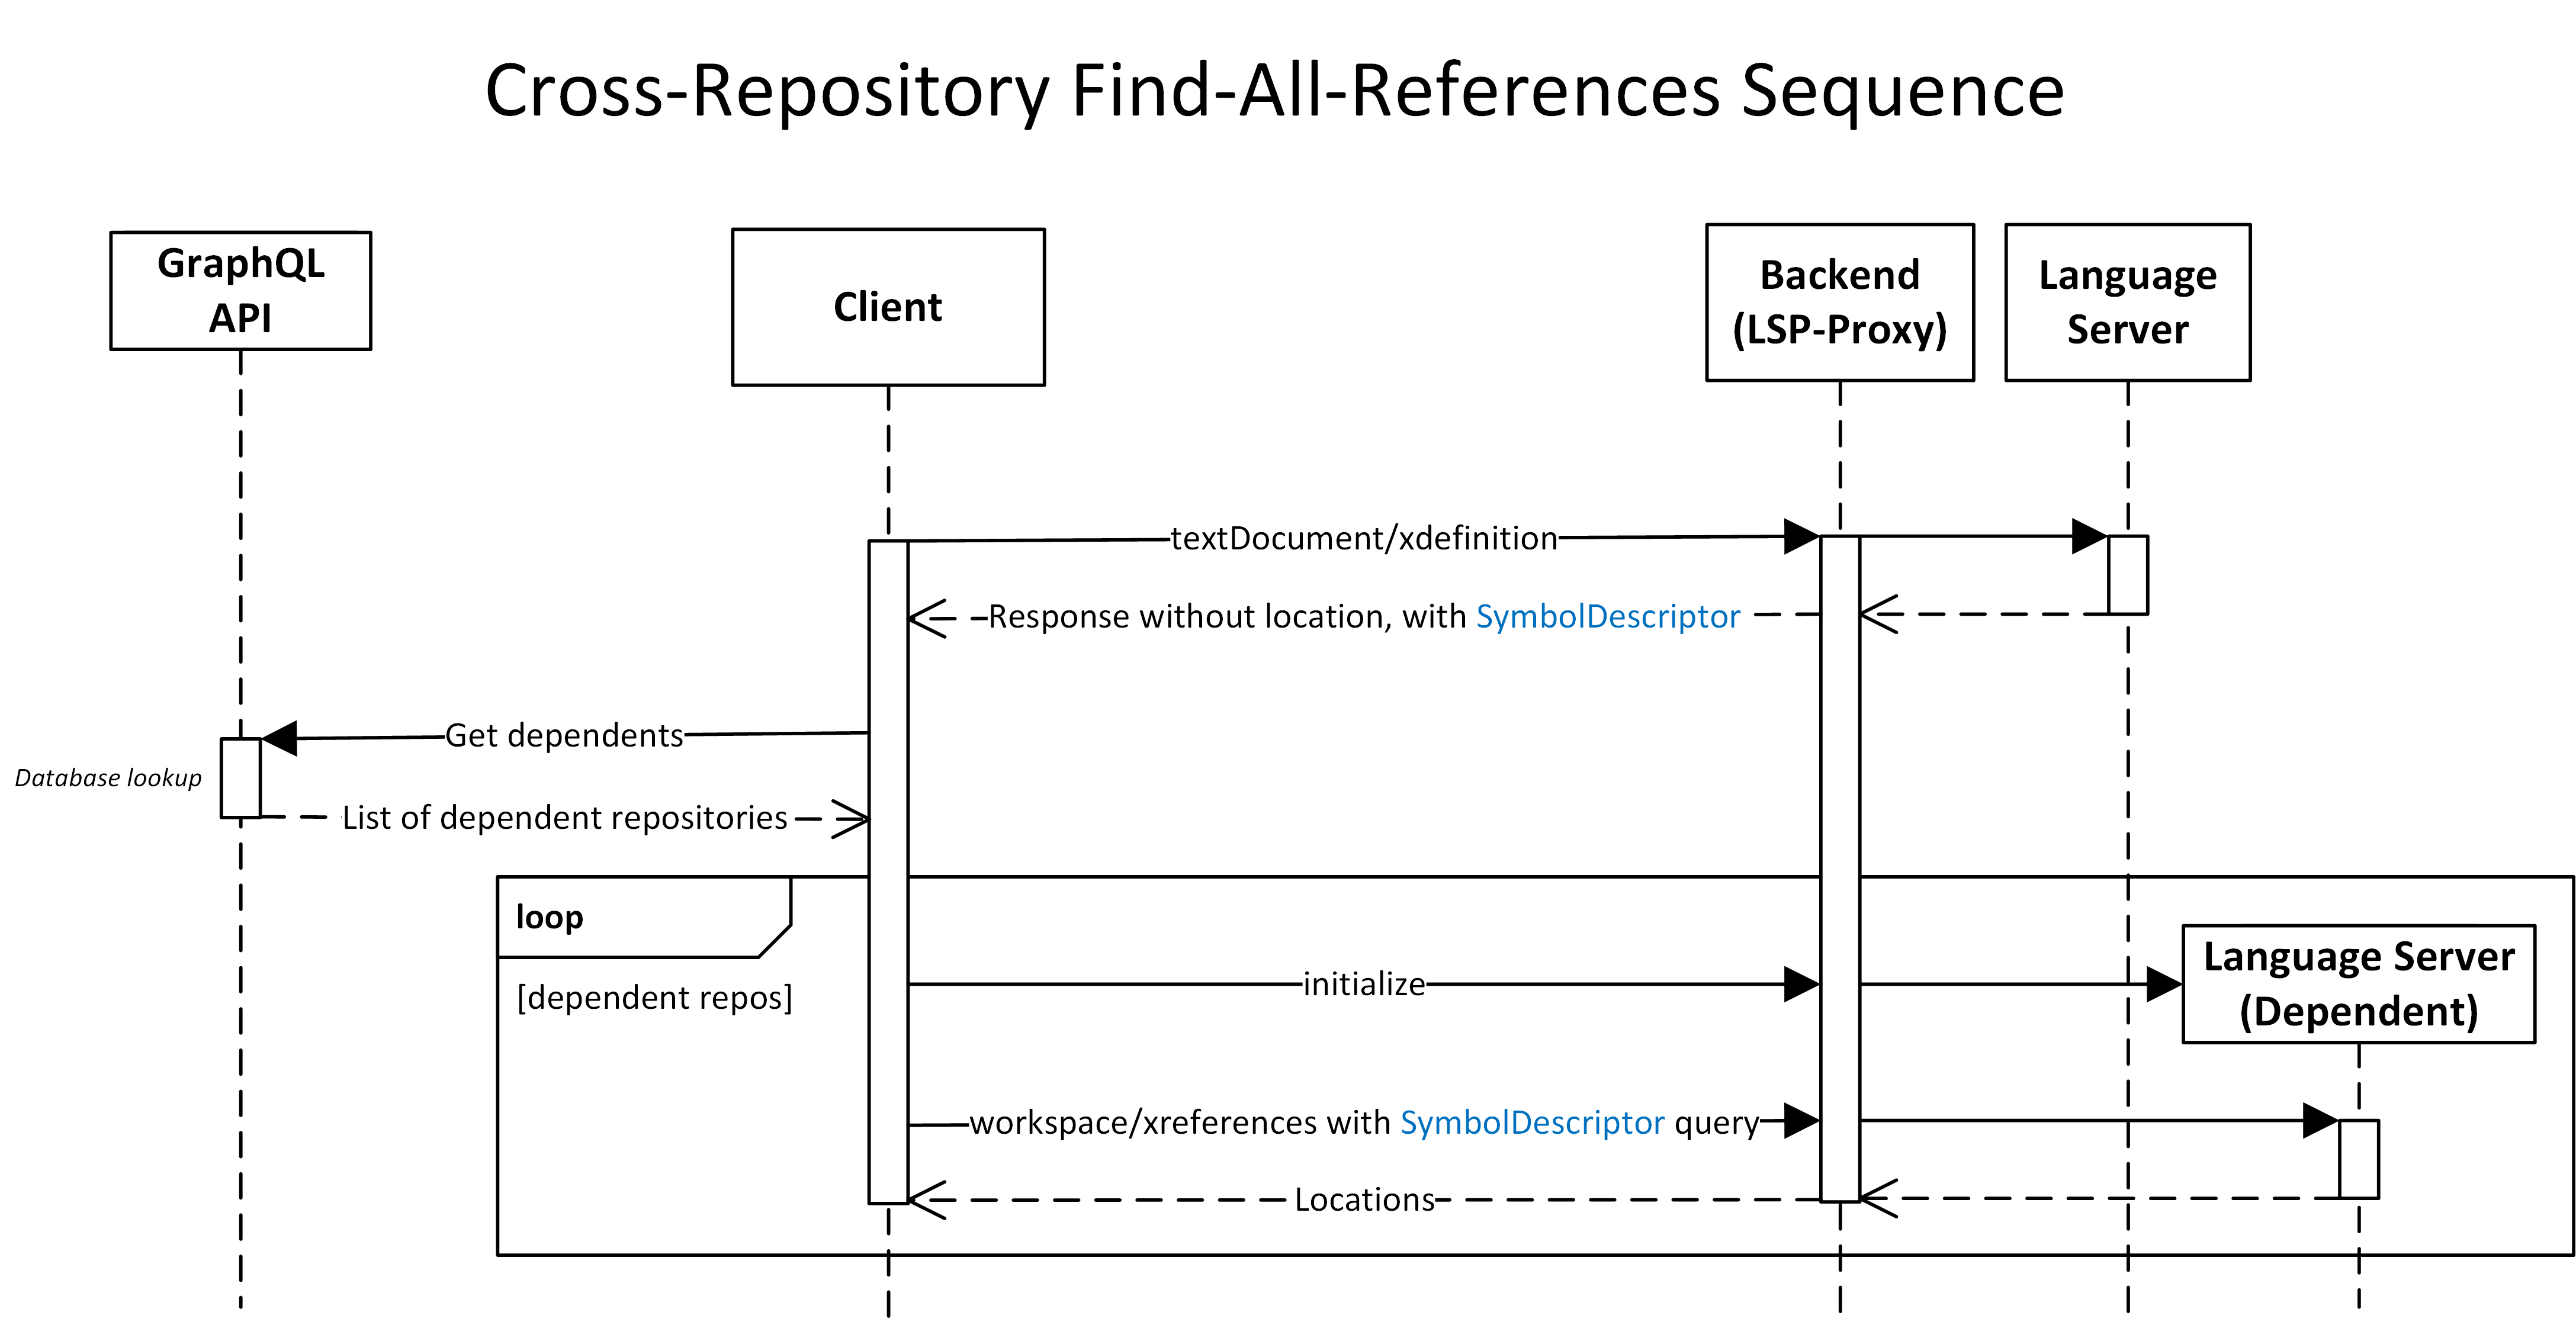 Cross-Repository Find-All-References Sequence
GraphQL
API
Client
Backend
(LSP-Proxy)
Language
Server
textDocument/xdefinition
Response without location, with SymbolDescriptor
Get dependents
Database lookup
List of dependent repositories
loop
[dependent repos]
initialize
Language Server
(Dependent)
workspace/xreferences with SymbolDescriptor query
Locations